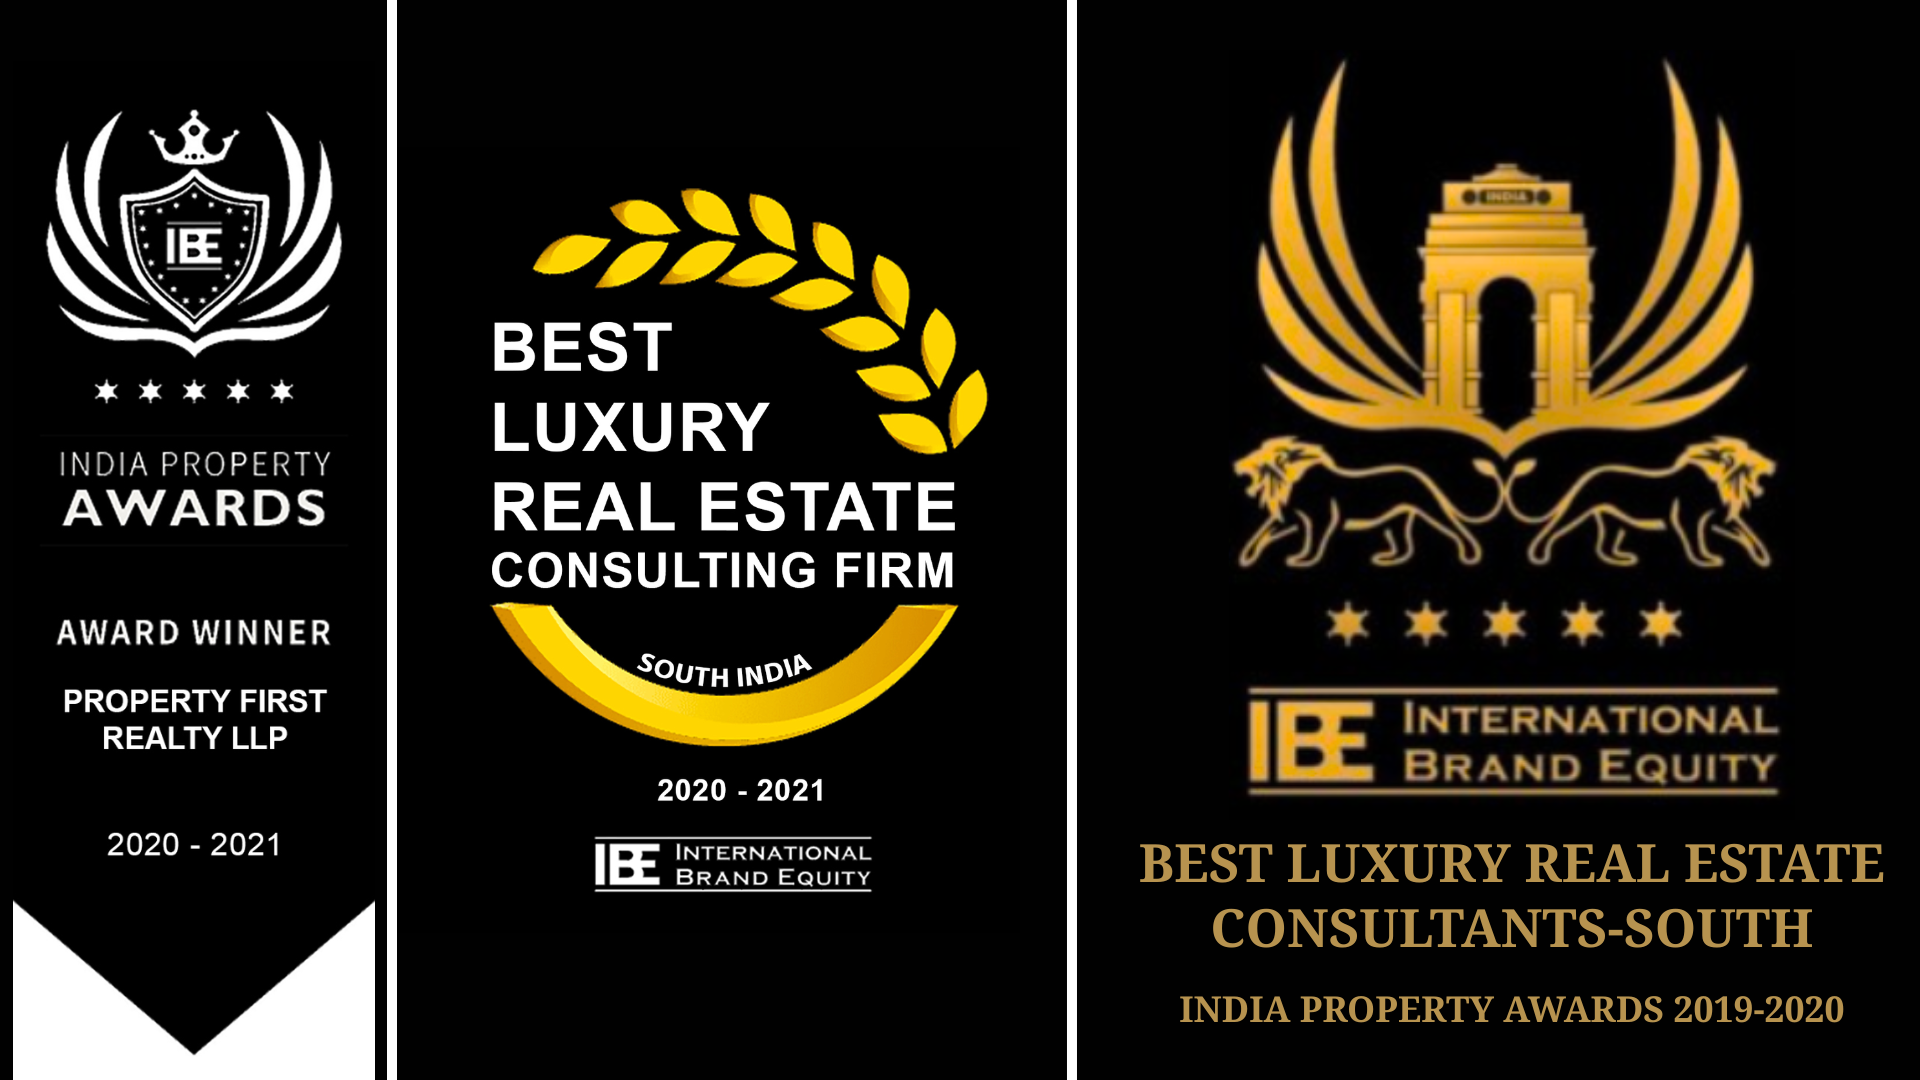 IBE
INDIA PROPERTY
AWARDS
AWARD WINNER
PROPERTY FIRST
REALTY LLP
2020 - 2021
BEST
LUXURY
REAL ESTATE
CONSULTING FIRM
SOUTH INDIA
2020 - 2021
IBE INTERNATIONAL
BRAND EQUITY
INDIA
IBE INTERNATIONAL
BRAND EQUITY
BEST LUXURY REAL ESTATE
CONSULTANTS-SOUTH
INDIA PROPERTY AWARDS 2019-2020